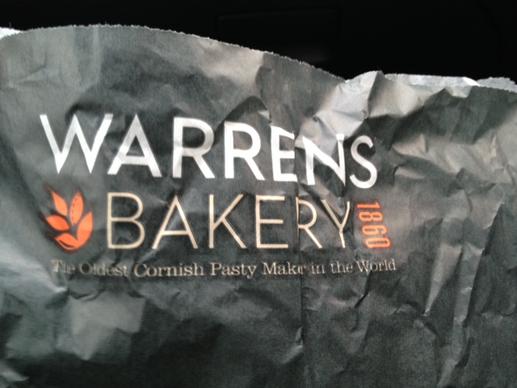 WARRENS
BAKERY 1860
The Oldest Cornish Pasty Maker in the World